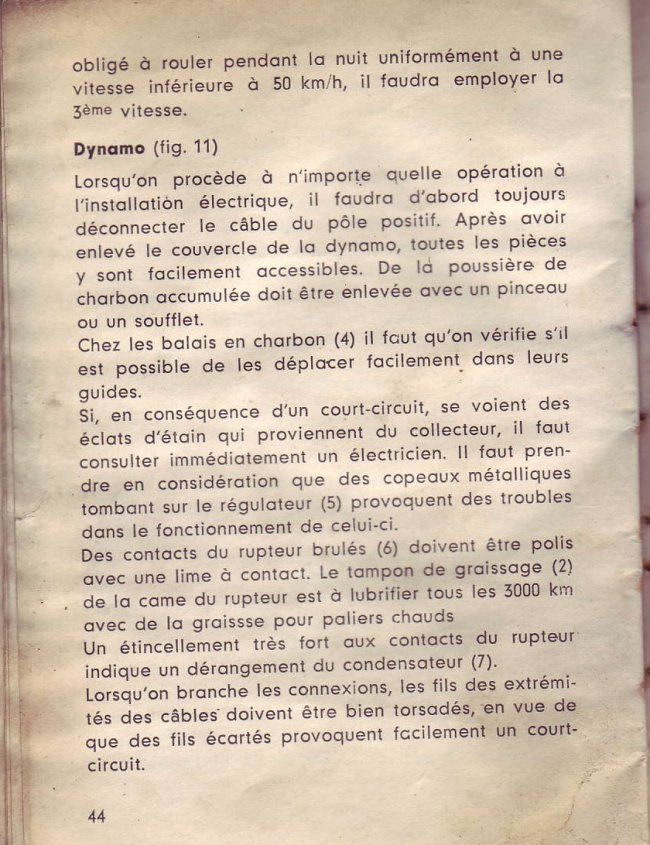 obligé à rouler pendant la nuit uniformément à une
vitesse inférieure à 50 km/h, il faudra employer la
3ème vitesse.
Dynamo (fig. 11)
Lorsqu'on procède à n'importe quelle opération à
l'installation électrique, il faudra d'abord toujours
déconnecter le câble du pôle positif. Après avoir
enlevé le couvercle de la dynamo, toutes les pièces
y sont facilement accessibles. De la poussière de
charbon accumulée doit être enlevée avec un pinceau
ou un soufflet.
Chez les balais en charbon (4) il faut qu'on vérifie s'il
est possible de les déplacer facilement dans leurs
guides.
Si, en conséquence d'un court-circuit, se voient des
éclats d'étain qui proviennent du collecteur, il faut
consulter immédiatement un électricien. Il faut pren-
dre en considération que des copeaux métalliques
tombant sur le régulateur (5) provoquent des troubles
dans le fonctionnement de celui-ci.
Des contacts du rupteur brulés (6) doivent être polis
avec une lime à contact. Le tampon de graissage (2)
de la came du rupteur est à lubrifier tous les 3000 km
avec de la graissse pour paliers chauds
Un étincellement très fort aux contacts du rupteur
indique un dérangement du condensateur (7).
Lorsqu'on branche les connexions, les fils des extrémi-
tés des câbles doivent être bien torsadés, en vue de
que des fils écartés provoquent facilement un court-
circuit.
44